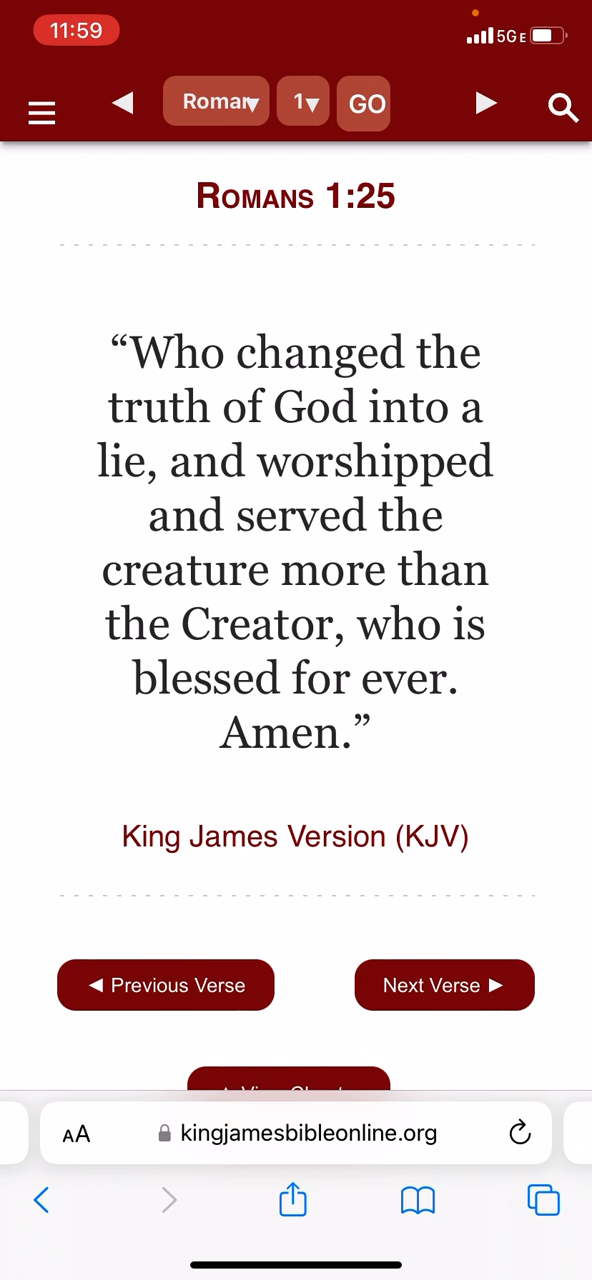 11:59
5G E
Roman
1
GO
Romans 1:25
“Who changed the
truth of God into a
lie, and worshipped
and served the
creature more than
the Creator, who is
blessed for ever.
Amen.”
King James Version (KJV)
◄ Previous Verse
Next Verse ►
AA
kingjamesbibleonline.org